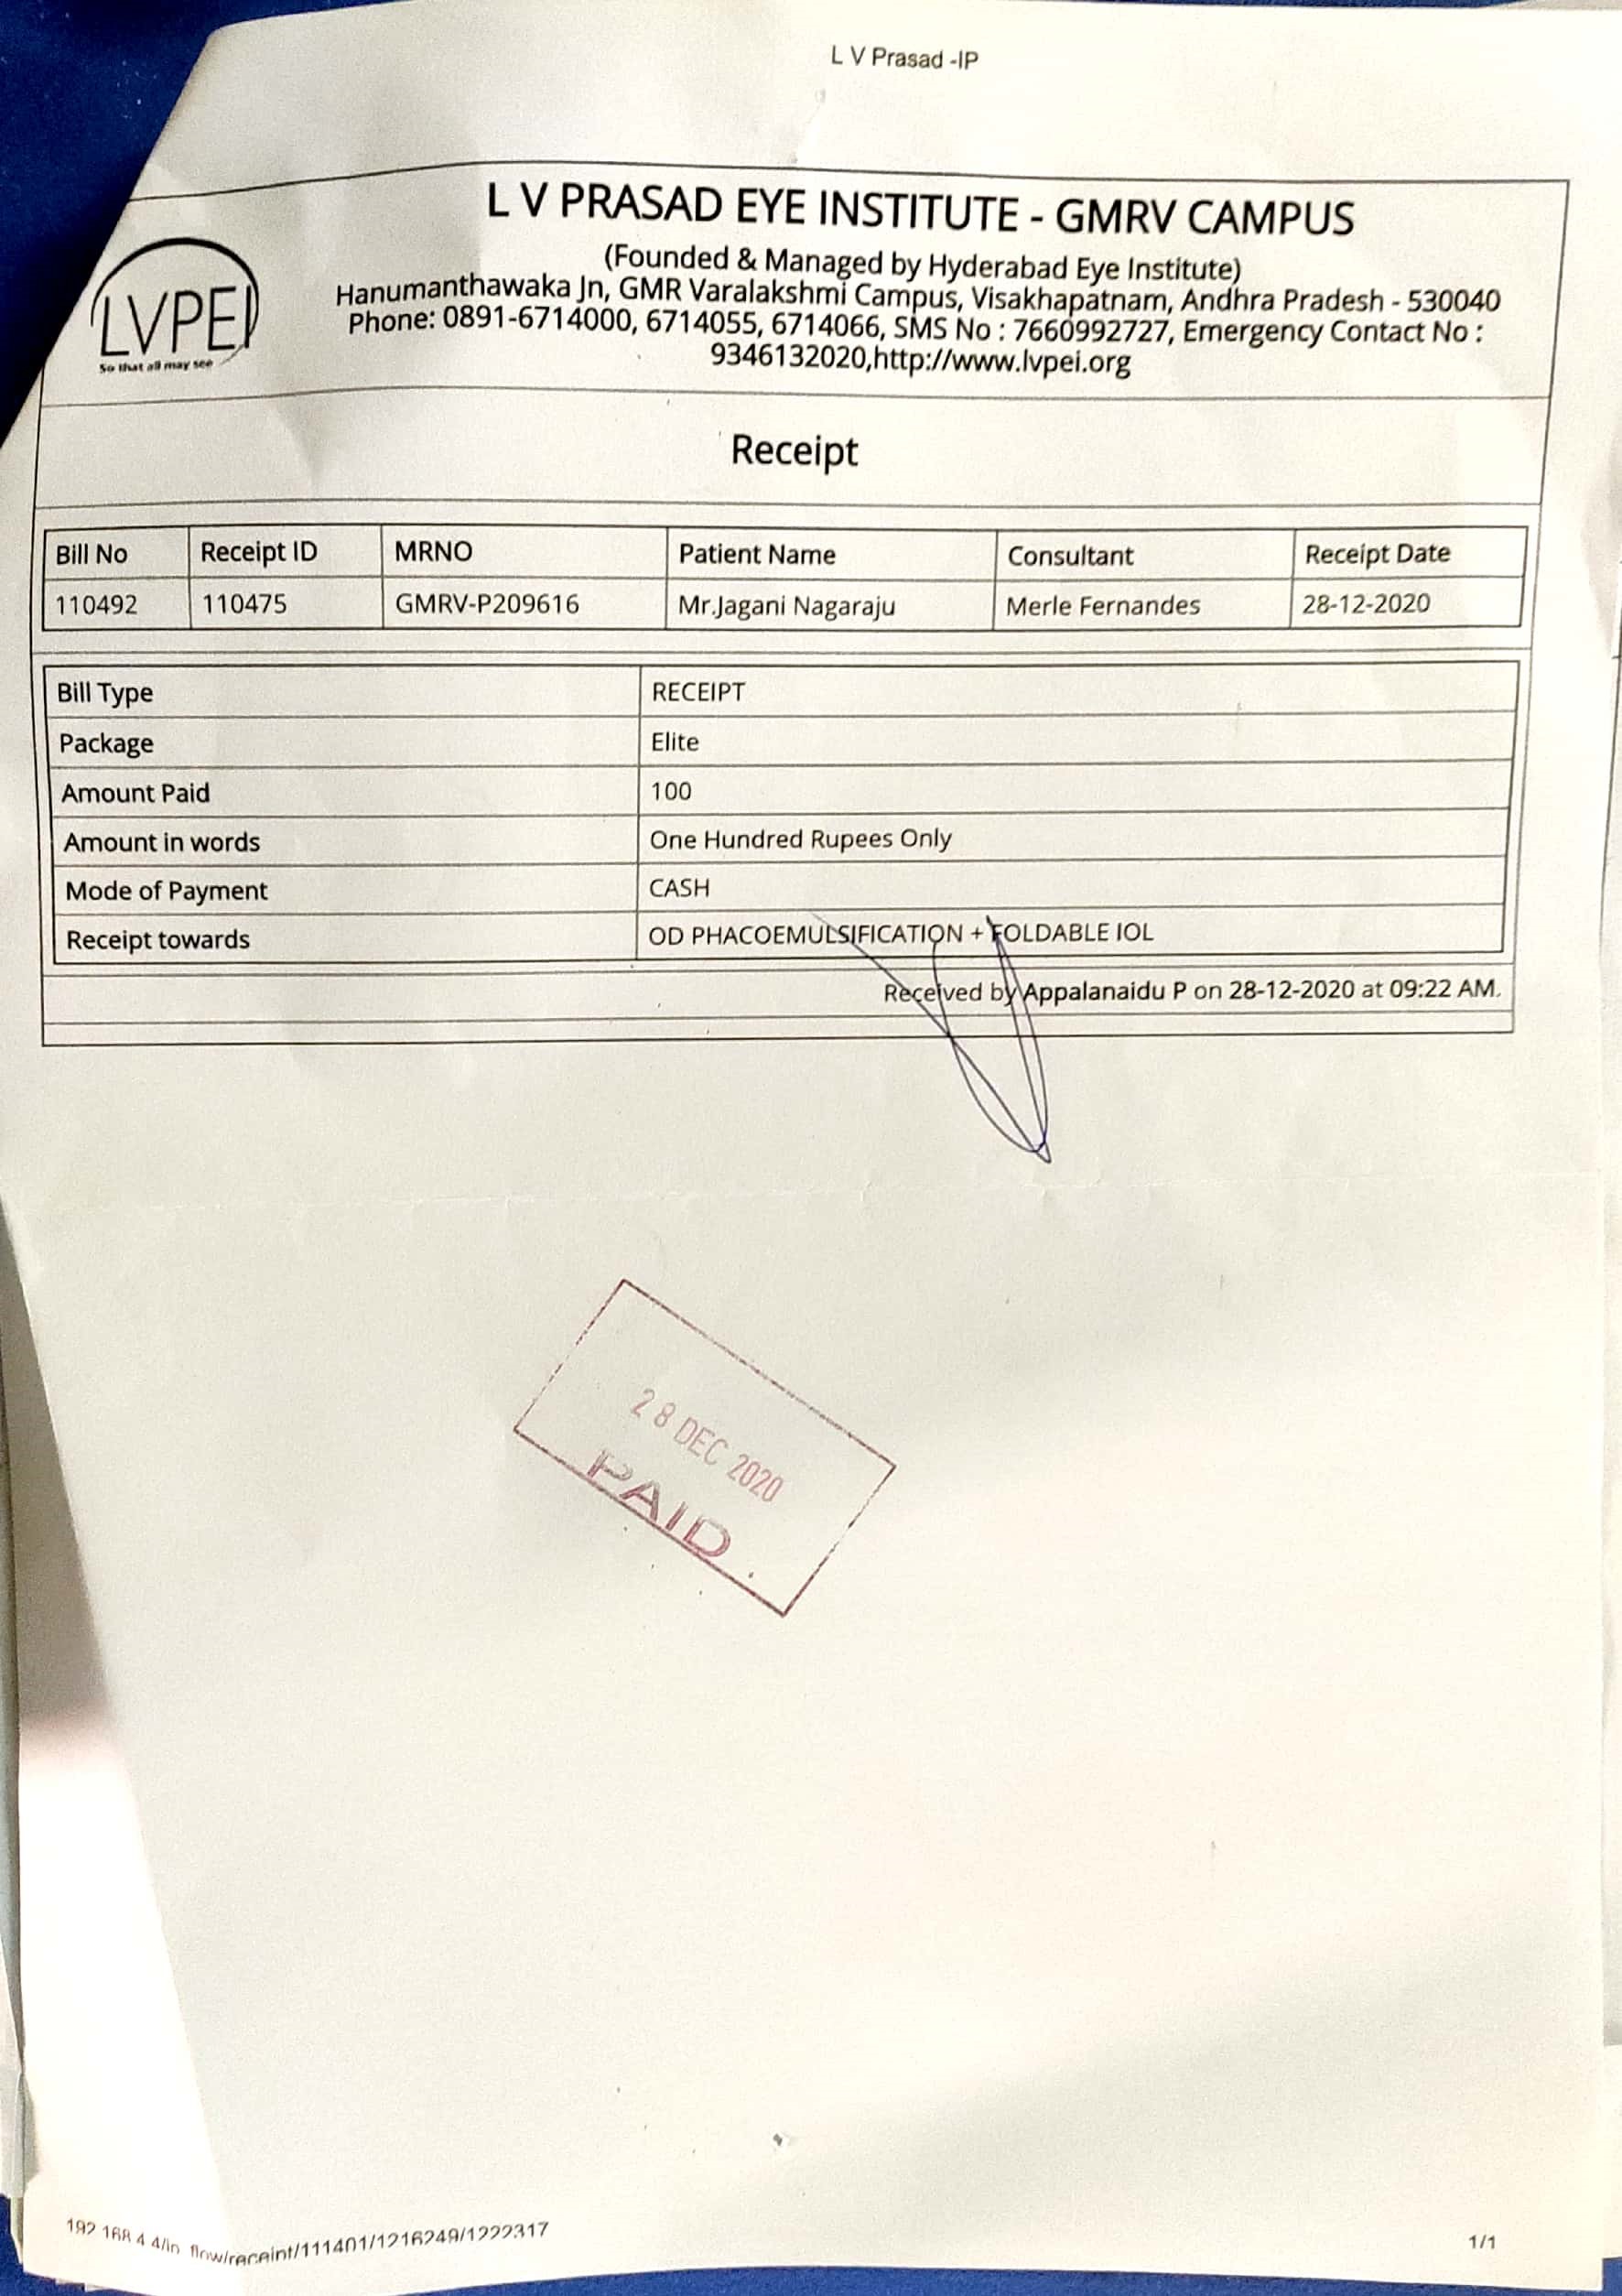 L V Prasad -IP
L V PRASAD EYE INSTITUTE - GMRV CAMPUS
(Founded & Managed by Hyderabad Eye Institute)
Hanumanthawaka Jn, GMR Varalakshmi Campus, Visakhapatnam, Andhra Pradesh - 530040
Phone: 0891-6714000, 6714055, 6714066, SMS No : 7660992727, Emergency Contact No :
9346132020,http://www.lvpei.org
LVPEI
So that all may see
Receipt
Bill No Receipt ID MRNO Patient Name Consultant Receipt Date
110492 110475 GMRV-P209616 Mr.Jagani Nagaraju Merle Fernandes 28-12-2020
Bill Type RECEIPT
Package Elite
Amount Paid 100
Amount in words One Hundred Rupees Only
Mode of Payment CASH
Receipt towards OD PHACOEMULSIFICATION + FOLDABLE IOL
Received by Appalanaidu P on 28-12-2020 at 09:22 AM.
28 DEC 2020
PAID
192.168.4.4/ip_flow/receipt/111401/1216249/1222317
1/1